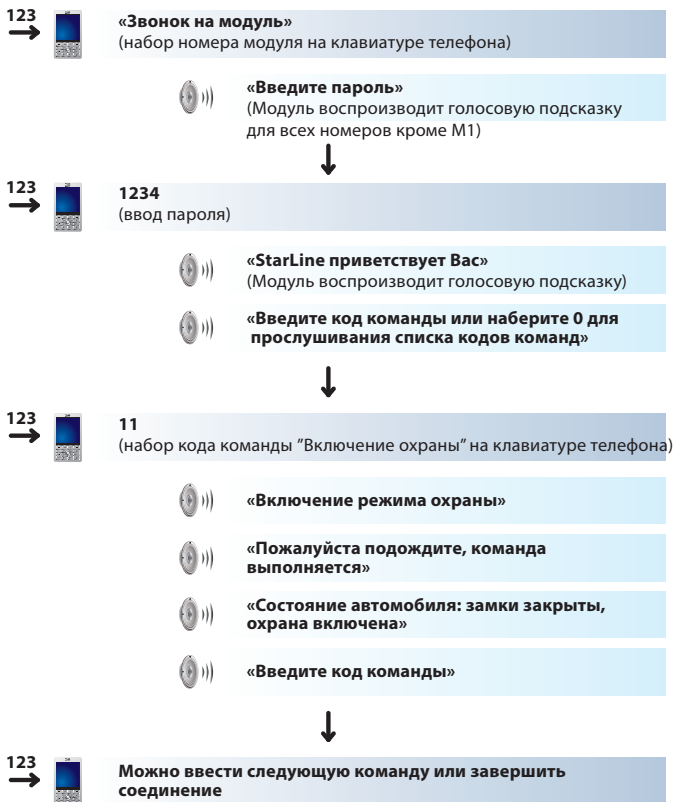 123
«Звонок на модуль»
(набор номера модуля на клавиатуре телефона)
«Введите пароль»
(Модуль воспроизводит голосовую подсказку
для всех номеров кроме М1)
123
1234
(ввод пароля)
«StarLine приветствует Вас»
(Модуль воспроизводит голосовую подсказку)
«Введите код команды или наберите 0 для
прослушивания списка кодов команд»
123
11
(набор кода команды ”Включение охраны” на клавиатуре телефона)
«Включение режима охраны»
«Пожалуйста подождите, команда
выполняется»
«Состояние автомобиля: замки закрыты,
охрана включена»
«Введите код команды»
123
Можно ввести следующую команду или завершить
соединение